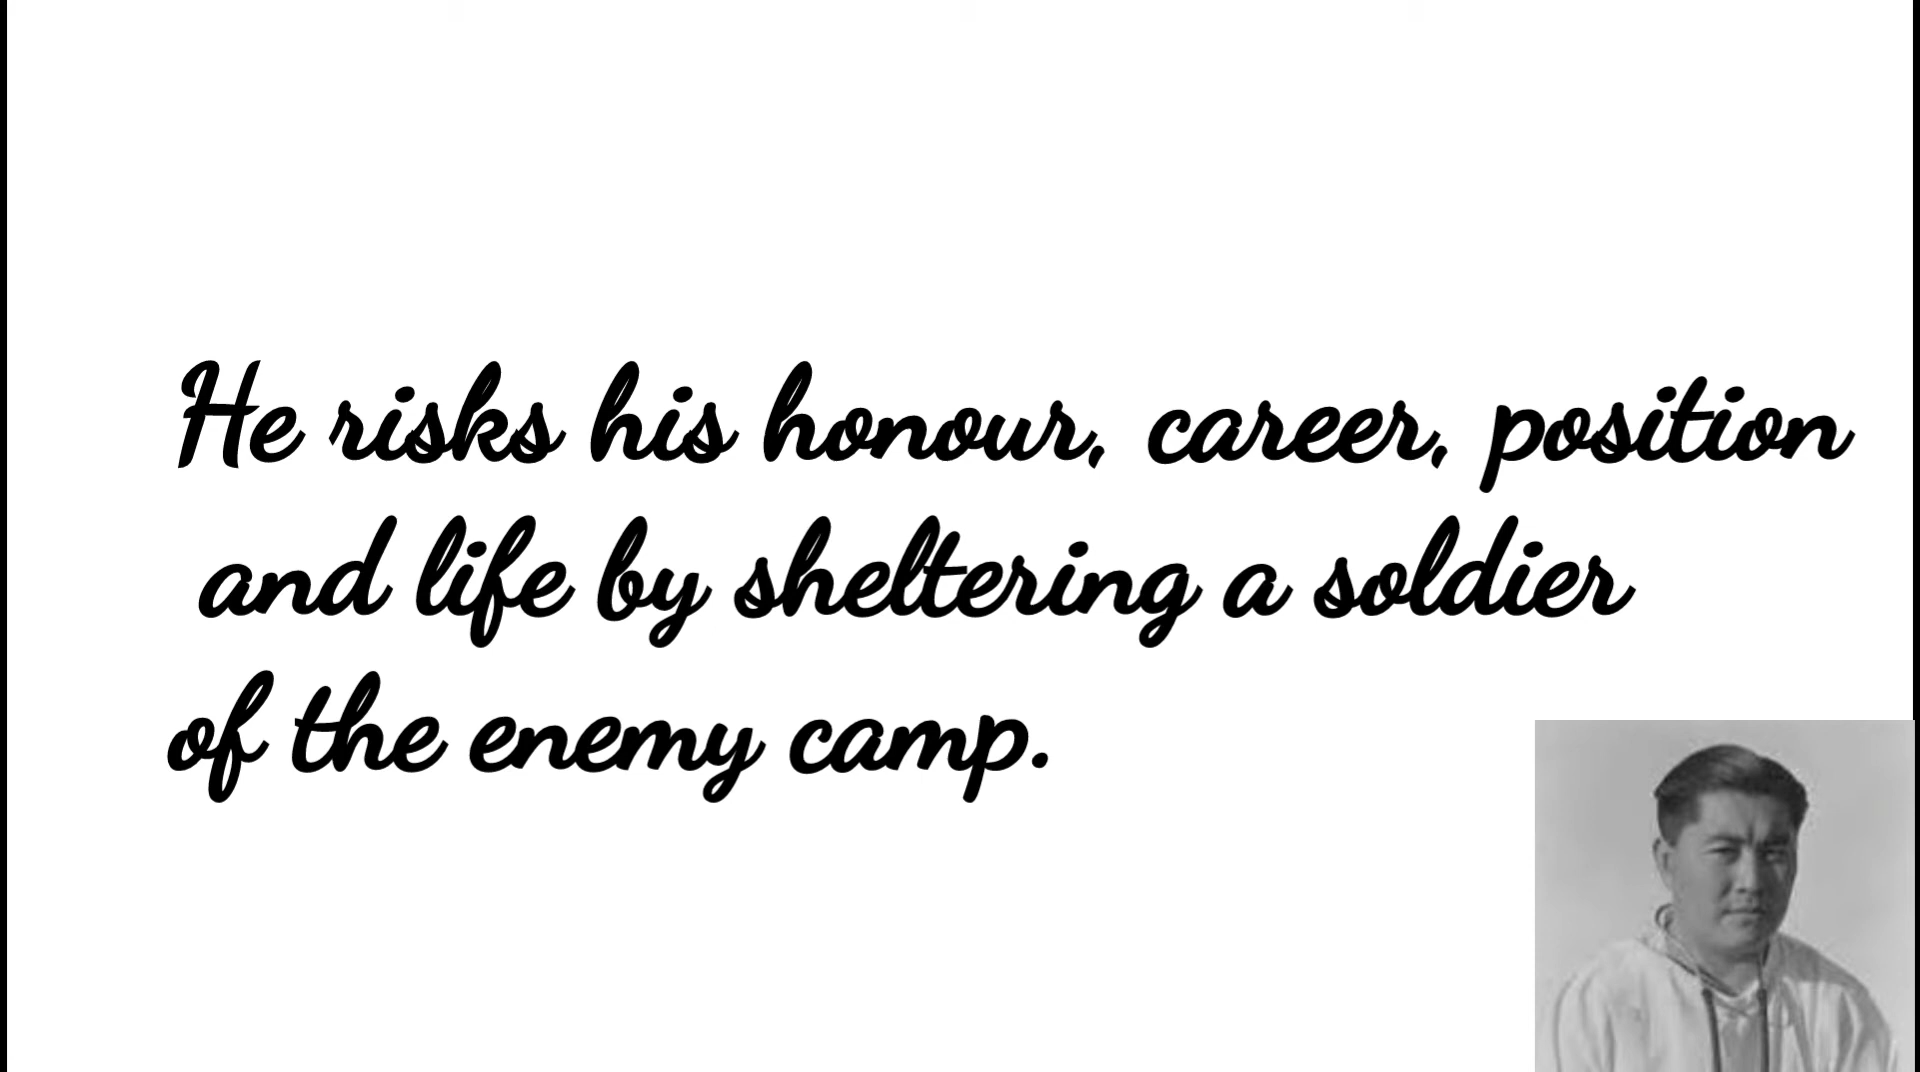 He risks his honour, career, position
and life by sheltering a soldier
of the enemy camp.